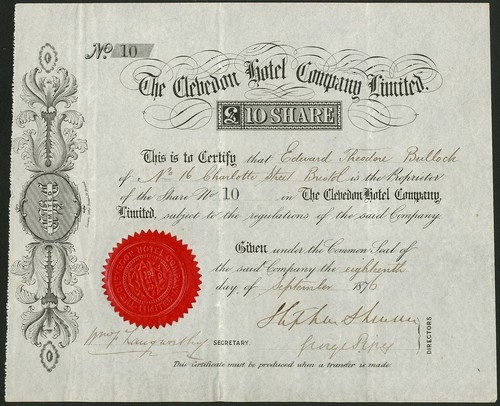 No 10
The Clevedon Hotel Company Limited.
£10 SHARE
This is to Certify that Edward Theodore Bullock
of No 16 Charlotte Street Bristol is the Proprietor
of the Share No 10 in The Clevedon Hotel Company,
Limited, subject to the regulations of the said Company.
Given under the Common Seal of
the said Company the eighteenth
day of September 1876
Stephen
George
DIRECTORS
SECRETARY.
This Certificate must be produced when a transfer is made.